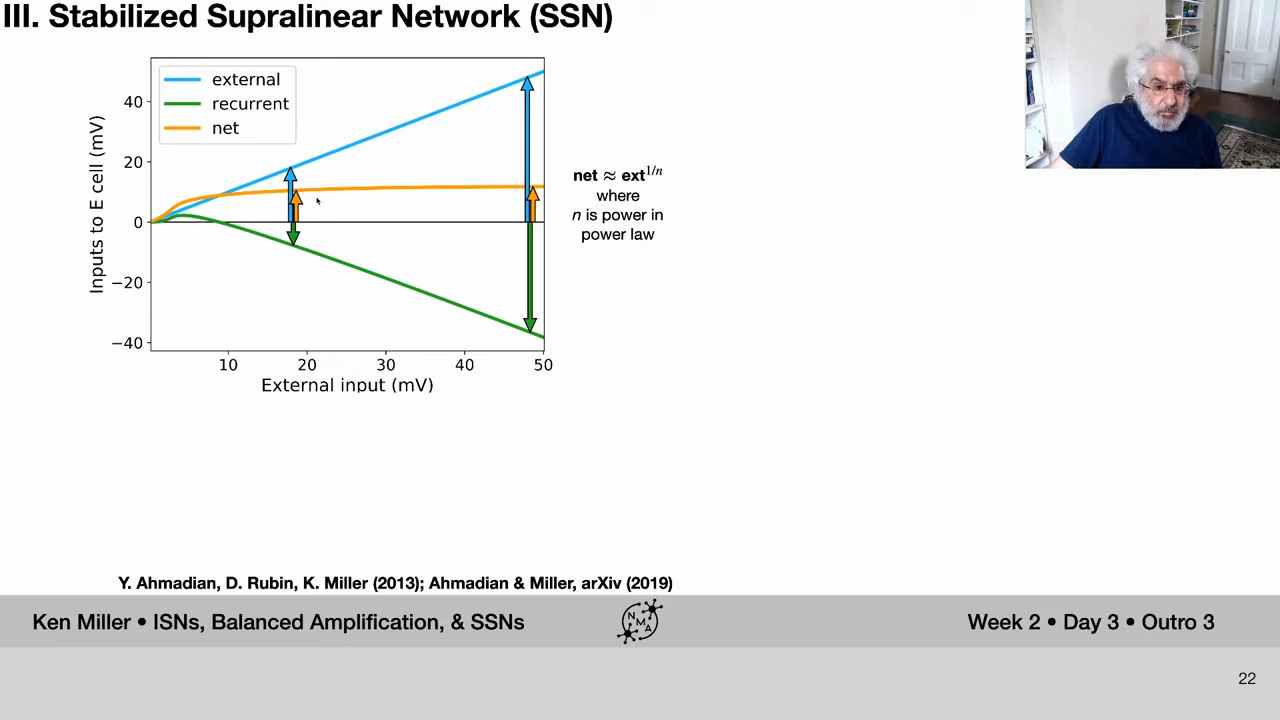 III. Stabilized Supralinear Network (SSN)
external
recurrent
net
Inputs to E cell (mV)
40
20
0
−20
−40
10 20 30 40 50
External input (mV)
net ≈ ext^1/n
where
n is power in
power law
Y. Ahmadian, D. Rubin, K. Miller (2013); Ahmadian & Miller, arXiv (2019)
Ken Miller • ISNs, Balanced Amplification, & SSNs
N
M
A
Week 2 • Day 3 • Outro 3
22